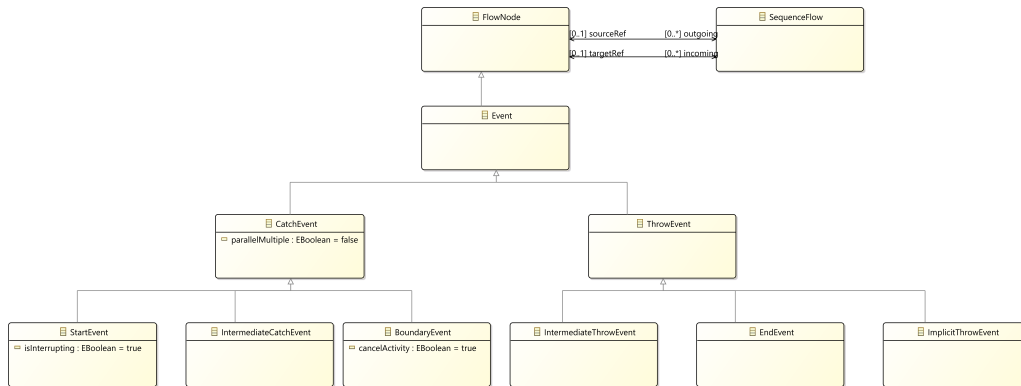 FlowNode
SequenceFlow
[0..1] sourceRef
[0..*] outgoing
[0..1] targetRef
[0..*] incoming
Event
CatchEvent
parallelMultiple : EBoolean = false
ThrowEvent
StartEvent
isInterrupting : EBoolean = true
IntermediateCatchEvent
BoundaryEvent
cancelActivity : EBoolean = true
IntermediateThrowEvent
EndEvent
ImplicitThrowEvent